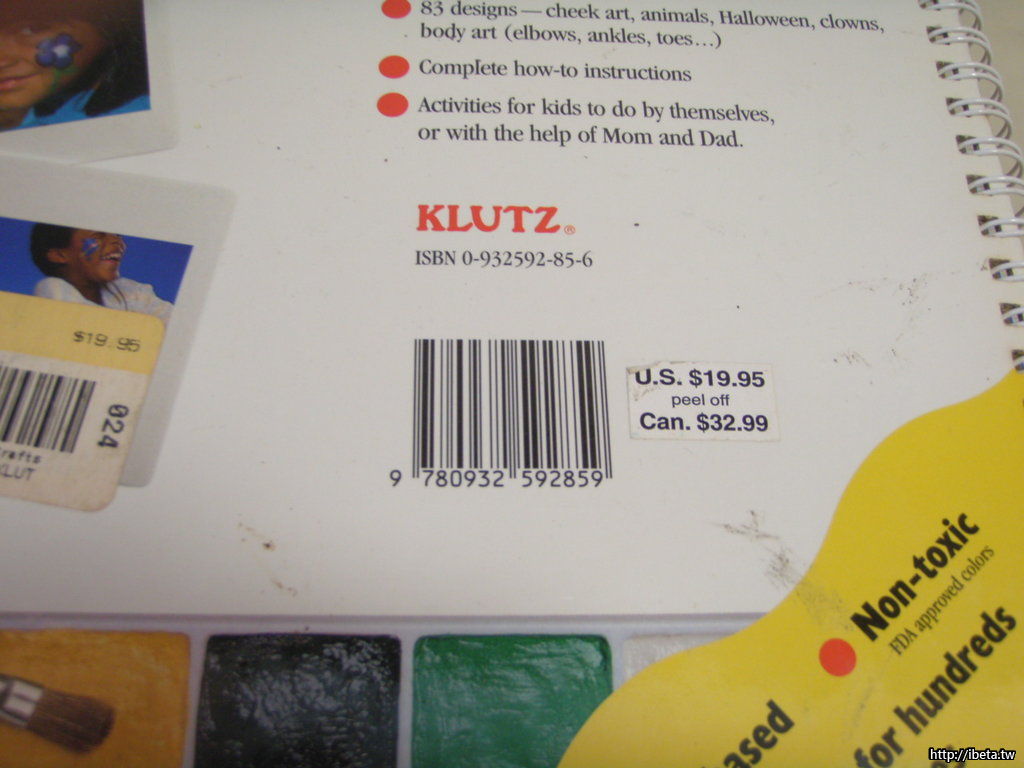 83 designs — cheek art, animals, Halloween, clowns,
body art (elbows, ankles, toes...)
Complete how-to instructions
Activities for kids to do by themselves,
or with the help of Mom and Dad.
KLUTZ®
ISBN 0-932592-85-6
$19.95
024
KLUT
9 780932 592859
U.S. $19.95
peel off
Can. $32.99
Non-toxic
FDA approved colors
for hundreds
http://ibeta.tw